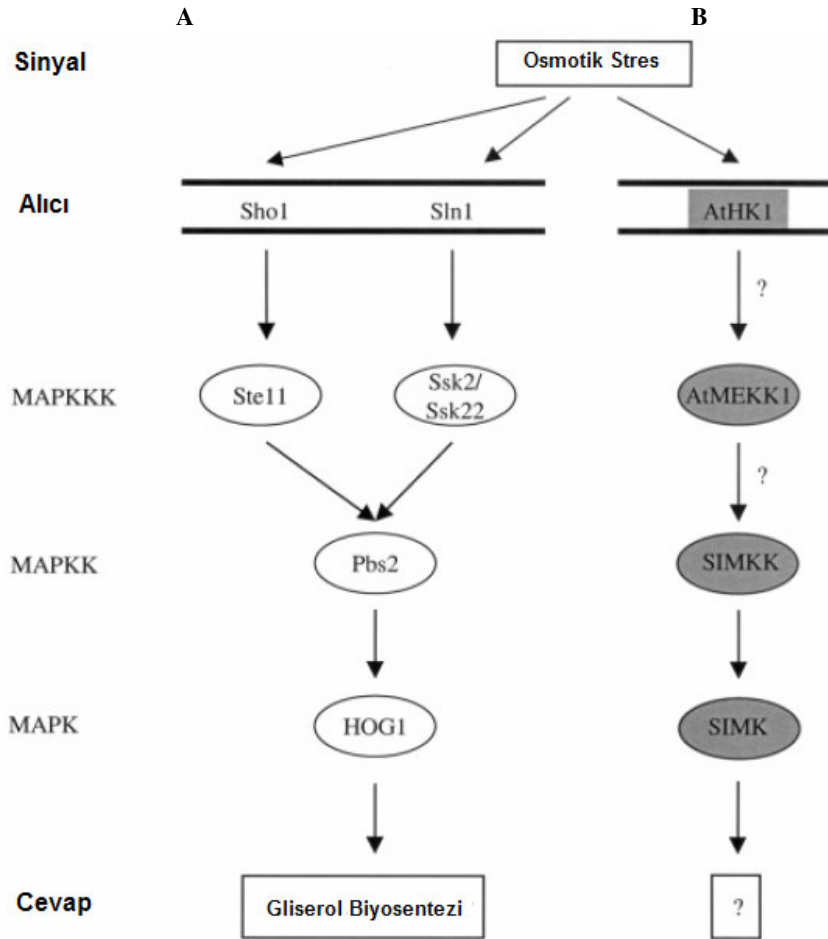 A B
Sinyal
Osmotik Stres
Alıcı
Sho1 Sln1 AtHK1
?
MAPKKK
Ste11
Ssk2/
Ssk22
AtMEKK1
?
MAPKK
Pbs2
SIMKK
MAPK
HOG1
SIMK
Cevap
Gliserol Biyosentezi
?